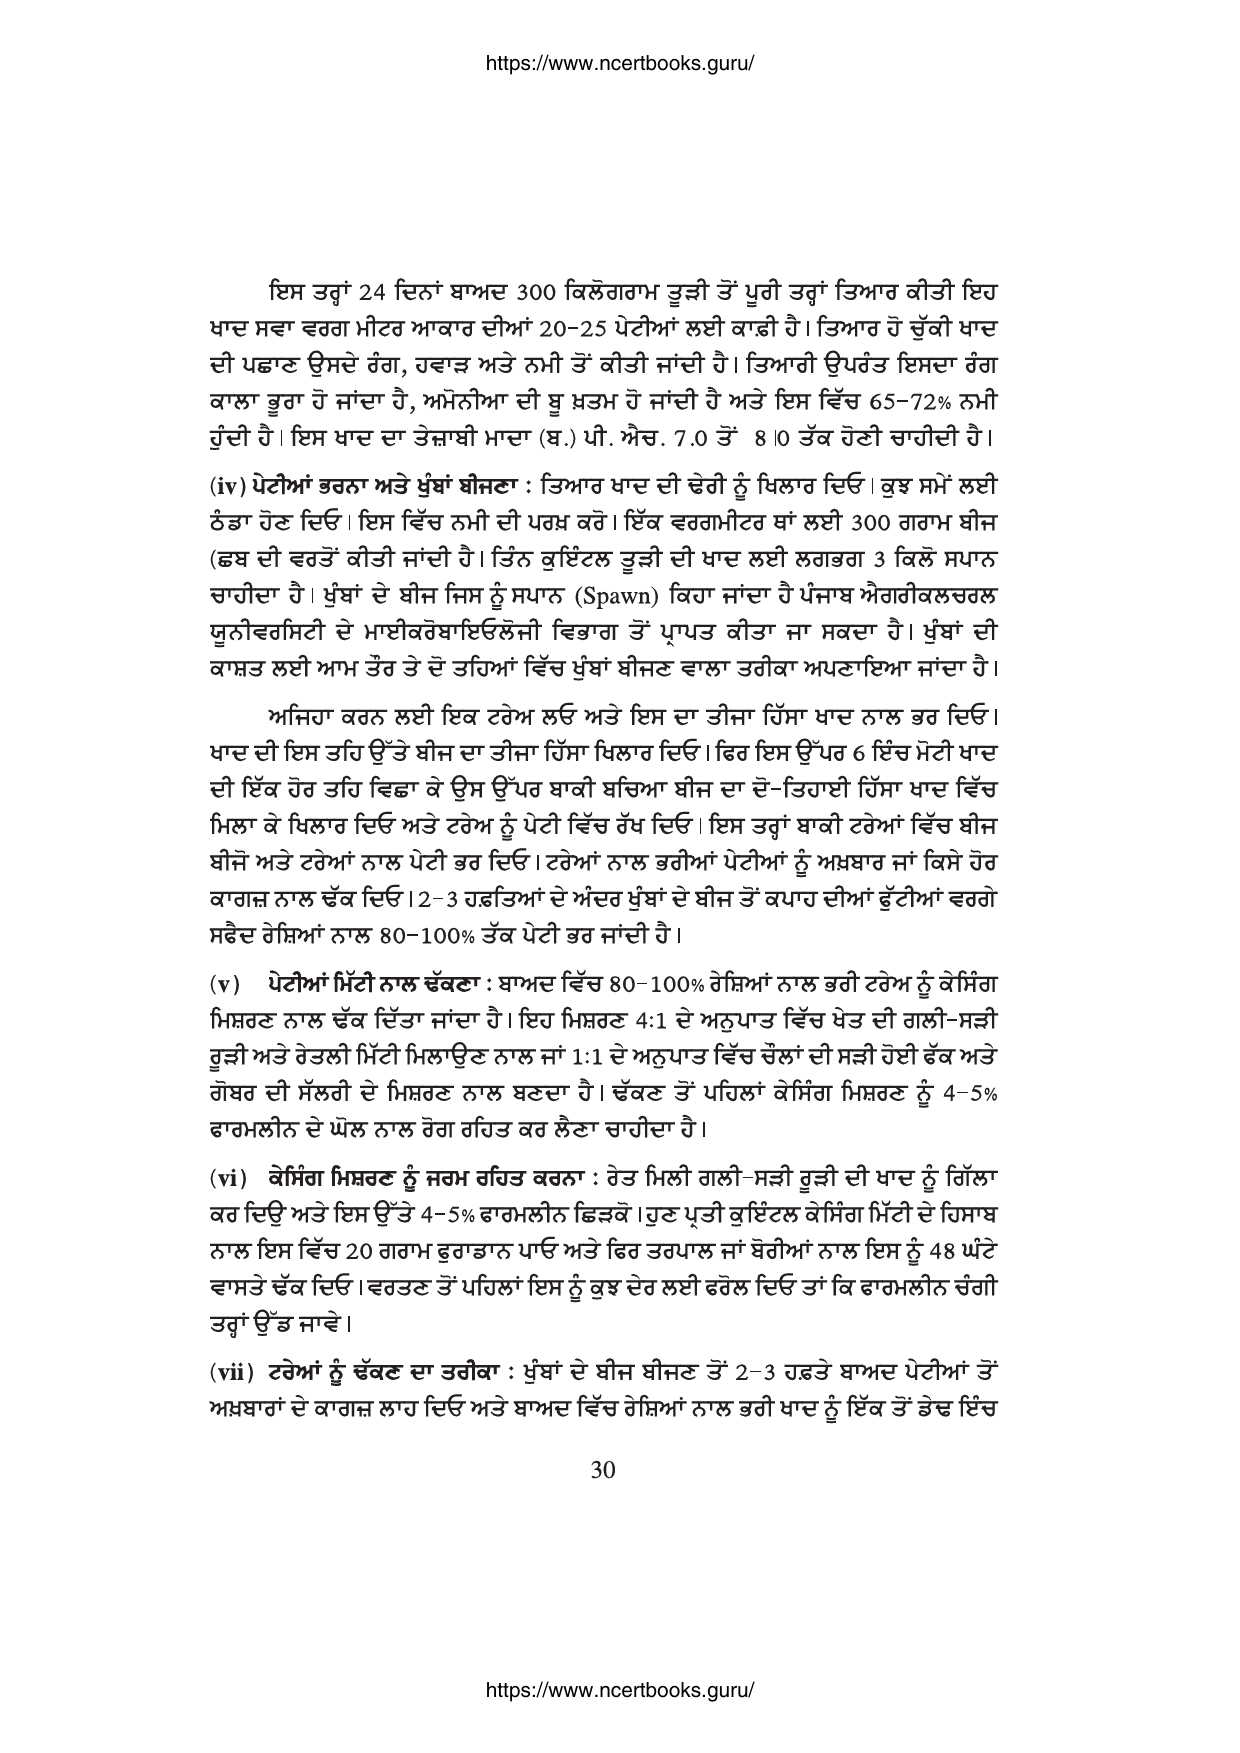 https://www.ncertbooks.guru/
ਇਸ ਤਰ੍ਹਾਂ 24 ਦਿਨਾਂ ਬਾਅਦ 300 ਕਿਲੋਗਰਾਮ ਤੂੜੀ ਤੋਂ ਪੂਰੀ ਤਰ੍ਹਾਂ ਤਿਆਰ ਕੀਤੀ ਇਹ
ਖਾਦ ਸਵਾ ਵਰਗ ਮੀਟਰ ਆਕਾਰ ਦੀਆਂ 20-25 ਪੇਟੀਆਂ ਲਈ ਕਾਫ਼ੀ ਹੈ। ਤਿਆਰ ਹੋ ਚੁੱਕੀ ਖਾਦ
ਦੀ ਪਛਾਣ ਉਸਦੇ ਰੰਗ, ਹਵਾੜ ਅਤੇ ਨਮੀ ਤੋਂ ਕੀਤੀ ਜਾਂਦੀ ਹੈ। ਤਿਆਰੀ ਉਪਰੰਤ ਇਸਦਾ ਰੰਗ
ਕਾਲਾ ਭੂਰਾ ਹੋ ਜਾਂਦਾ ਹੈ, ਅਮੋਨੀਆ ਦੀ ਬੂ ਖ਼ਤਮ ਹੋ ਜਾਂਦੀ ਹੈ ਅਤੇ ਇਸ ਵਿੱਚ 65-72% ਨਮੀ
ਹੁੰਦੀ ਹੈ। ਇਸ ਖਾਦ ਦਾ ਤੇਜ਼ਾਬੀ ਮਾਦਾ (ਬ.) ਪੀ. ਐਚ. 7.0 ਤੋਂ 8।0 ਤੱਕ ਹੋਣੀ ਚਾਹੀਦੀ ਹੈ।
(iv) ਪੇਟੀਆਂ ਭਰਨਾ ਅਤੇ ਖੁੰਬਾਂ ਬੀਜਣਾ : ਤਿਆਰ ਖਾਦ ਦੀ ਢੇਰੀ ਨੂੰ ਖਿਲਾਰ ਦਿਓ। ਕੁਝ ਸਮੇਂ ਲਈ
ਠੰਡਾ ਹੋਣ ਦਿਓ। ਇਸ ਵਿੱਚ ਨਮੀ ਦੀ ਪਰਖ਼ ਕਰੋ। ਇੱਕ ਵਰਗਮੀਟਰ ਥਾਂ ਲਈ 300 ਗਰਾਮ ਬੀਜ
(ਛਬ ਦੀ ਵਰਤੋਂ ਕੀਤੀ ਜਾਂਦੀ ਹੈ। ਤਿੰਨ ਕੁਇੰਟਲ ਤੂੜੀ ਦੀ ਖਾਦ ਲਈ ਲਗਭਗ 3 ਕਿਲੋ ਸਪਾਨ
ਚਾਹੀਦਾ ਹੈ। ਖੁੰਬਾਂ ਦੇ ਬੀਜ ਜਿਸ ਨੂੰ ਸਪਾਨ (Spawn) ਕਿਹਾ ਜਾਂਦਾ ਹੈ ਪੰਜਾਬ ਐਗਰੀਕਲਚਰਲ
ਯੂਨੀਵਰਸਿਟੀ ਦੇ ਮਾਈਕਰੋਬਾਇਓਲੋਜੀ ਵਿਭਾਗ ਤੋਂ ਪ੍ਰਾਪਤ ਕੀਤਾ ਜਾ ਸਕਦਾ ਹੈ। ਖੁੰਬਾਂ ਦੀ
ਕਾਸ਼ਤ ਲਈ ਆਮ ਤੌਰ ਤੇ ਦੋ ਤਹਿਆਂ ਵਿੱਚ ਖੁੰਬਾਂ ਬੀਜਣ ਵਾਲਾ ਤਰੀਕਾ ਅਪਣਾਇਆ ਜਾਂਦਾ ਹੈ।
ਅਜਿਹਾ ਕਰਨ ਲਈ ਇਕ ਟਰੇਅ ਲਓ ਅਤੇ ਇਸ ਦਾ ਤੀਜਾ ਹਿੱਸਾ ਖਾਦ ਨਾਲ ਭਰ ਦਿਓ।
ਖਾਦ ਦੀ ਇਸ ਤਹਿ ਉੱਤੇ ਬੀਜ ਦਾ ਤੀਜਾ ਹਿੱਸਾ ਖਿਲਾਰ ਦਿਓ। ਫਿਰ ਇਸ ਉੱਪਰ 6 ਇੰਚ ਮੋਟੀ ਖਾਦ
ਦੀ ਇੱਕ ਹੋਰ ਤਹਿ ਵਿਛਾ ਕੇ ਉਸ ਉੱਪਰ ਬਾਕੀ ਬਚਿਆ ਬੀਜ ਦਾ ਦੋ-ਤਿਹਾਈ ਹਿੱਸਾ ਖਾਦ ਵਿੱਚ
ਮਿਲਾ ਕੇ ਖਿਲਾਰ ਦਿਓ ਅਤੇ ਟਰੇਅ ਨੂੰ ਪੇਟੀ ਵਿੱਚ ਰੱਖ ਦਿਓ। ਇਸ ਤਰ੍ਹਾਂ ਬਾਕੀ ਟਰੇਆਂ ਵਿੱਚ ਬੀਜ
ਬੀਜੋ ਅਤੇ ਟਰੇਆਂ ਨਾਲ ਪੇਟੀ ਭਰ ਦਿਓ। ਟਰੇਆਂ ਨਾਲ ਭਰੀਆਂ ਪੇਟੀਆਂ ਨੂੰ ਅਖ਼ਬਾਰ ਜਾਂ ਕਿਸੇ ਹੋਰ
ਕਾਗਜ਼ ਨਾਲ ਢੱਕ ਦਿਓ। 2-3 ਹਫ਼ਤਿਆਂ ਦੇ ਅੰਦਰ ਖੁੰਬਾਂ ਦੇ ਬੀਜ ਤੋਂ ਕਪਾਹ ਦੀਆਂ ਫੁੱਟੀਆਂ ਵਰਗੇ
ਸਫੈਦ ਰੇਸ਼ਿਆਂ ਨਾਲ 80-100% ਤੱਕ ਪੇਟੀ ਭਰ ਜਾਂਦੀ ਹੈ।
(v) ਪੇਟੀਆਂ ਮਿੱਟੀ ਨਾਲ ਢੱਕਣਾ : ਬਾਅਦ ਵਿੱਚ 80-100% ਰੇਸ਼ਿਆਂ ਨਾਲ ਭਰੀ ਟਰੇਅ ਨੂੰ ਕੇਸਿੰਗ
ਮਿਸ਼ਰਣ ਨਾਲ ਢੱਕ ਦਿੱਤਾ ਜਾਂਦਾ ਹੈ। ਇਹ ਮਿਸ਼ਰਣ 4:1 ਦੇ ਅਨੁਪਾਤ ਵਿੱਚ ਖੇਤ ਦੀ ਗਲੀ-ਸੜੀ
ਰੂੜੀ ਅਤੇ ਰੇਤਲੀ ਮਿੱਟੀ ਮਿਲਾਉਣ ਨਾਲ ਜਾਂ 1:1 ਦੇ ਅਨੁਪਾਤ ਵਿੱਚ ਚੌਲਾਂ ਦੀ ਸੜੀ ਹੋਈ ਫੱਕ ਅਤੇ
ਗੋਬਰ ਦੀ ਸੱਲਰੀ ਦੇ ਮਿਸ਼ਰਣ ਨਾਲ ਬਣਦਾ ਹੈ। ਢੱਕਣ ਤੋਂ ਪਹਿਲਾਂ ਕੇਸਿੰਗ ਮਿਸ਼ਰਣ ਨੂੰ 4-5%
ਫਾਰਮਲੀਨ ਦੇ ਘੋਲ ਨਾਲ ਰੋਗ ਰਹਿਤ ਕਰ ਲੈਣਾ ਚਾਹੀਦਾ ਹੈ।
(vi) ਕੇਸਿੰਗ ਮਿਸ਼ਰਣ ਨੂੰ ਜਰਮ ਰਹਿਤ ਕਰਨਾ : ਰੇਤ ਮਿਲੀ ਗਲੀ-ਸੜੀ ਰੂੜੀ ਦੀ ਖਾਦ ਨੂੰ ਗਿੱਲਾ
ਕਰ ਦਿਉ ਅਤੇ ਇਸ ਉੱਤੇ 4-5% ਫਾਰਮਲੀਨ ਛਿੜਕੋ। ਹੁਣ ਪ੍ਰਤੀ ਕੁਇੰਟਲ ਕੇਸਿੰਗ ਮਿੱਟੀ ਦੇ ਹਿਸਾਬ
ਨਾਲ ਇਸ ਵਿੱਚ 20 ਗਰਾਮ ਫੁਰਾਡਾਨ ਪਾਓ ਅਤੇ ਫਿਰ ਤਰਪਾਲ ਜਾਂ ਬੋਰੀਆਂ ਨਾਲ ਇਸ ਨੂੰ 48 ਘੰਟੇ
ਵਾਸਤੇ ਢੱਕ ਦਿਓ। ਵਰਤਣ ਤੋਂ ਪਹਿਲਾਂ ਇਸ ਨੂੰ ਕੁਝ ਦੇਰ ਲਈ ਫਰੋਲ ਦਿਓ ਤਾਂ ਕਿ ਫਾਰਮਲੀਨ ਚੰਗੀ
ਤਰ੍ਹਾਂ ਉੱਡ ਜਾਵੇ।
(vii) ਟਰੇਆਂ ਨੂੰ ਢੱਕਣ ਦਾ ਤਰੀਕਾ : ਖੁੰਬਾਂ ਦੇ ਬੀਜ ਬੀਜਣ ਤੋਂ 2-3 ਹਫ਼ਤੇ ਬਾਅਦ ਪੇਟੀਆਂ ਤੋਂ
ਅਖ਼ਬਾਰਾਂ ਦੇ ਕਾਗਜ਼ ਲਾਹ ਦਿਓ ਅਤੇ ਬਾਅਦ ਵਿੱਚ ਰੇਸ਼ਿਆਂ ਨਾਲ ਭਰੀ ਖਾਦ ਨੂੰ ਇੱਕ ਤੋਂ ਡੇਢ ਇੰਚ
30
https://www.ncertbooks.guru/